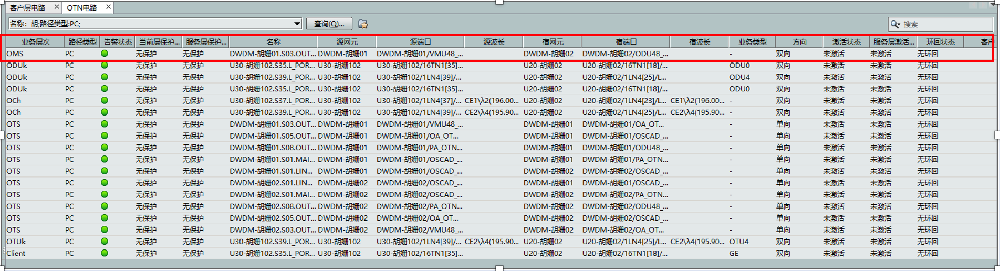 客户层电路 × OTN电路 ×
名称: 胡;路径类型:PC; 查询(Q)... 搜索
业务层次 路径类型 告警状态 当前层保护... 服务层保护... 名称 源网元 源端口 源波长 宿网元 宿端口 宿波长 业务类型 方向 激活状态 服务层激活... 环回状态 客户
OMS PC 无保护 无保护 DWDM-胡姗01.S03.OUT... DWDM-胡姗01 DWDM-胡姗01/VMU48_... DWDM-胡姗02 DWDM-胡姗02/ODU48_... - 双向 未激活 未激活 无环回
ODUk PC 无保护 无保护 U30-胡姗102.S35.L_POR... U30-胡姗102 U30-胡姗102/16TN1[35]... U20-胡姗02 U20-胡姗02/16TN1[18]/... ODU0 双向 未激活 未激活 无环回
ODUk PC 无保护 无保护 U30-胡姗102.S39.L_POR... U30-胡姗102 U30-胡姗102/1LN4[39]/... U20-胡姗02 U20-胡姗02/1LN4[25]/L... ODU4 双向 未激活 未激活 无环回
ODUk PC 无保护 无保护 U30-胡姗102.S35.L_POR... U30-胡姗102 U30-胡姗102/16TN1[35]... U20-胡姗02 U20-胡姗02/16TN1[18]/... ODU0 双向 未激活 未激活 无环回
OCh PC 无保护 无保护 U30-胡姗102.S37.L_POR... U30-胡姗102 U30-胡姗102/1LN4[37]/... CE1\λ2(196.00... U20-胡姗02 U20-胡姗02/1LN4[23]/L... CE1\λ2(196.00... - 双向 未激活 未激活 无环回
OCh PC 无保护 无保护 U30-胡姗102.S39.L_POR... U30-胡姗102 U30-胡姗102/1LN4[39]/... CE2\λ4(195.90... U20-胡姗02 U20-胡姗02/1LN4[25]/L... CE2\λ4(195.90... - 双向 未激活 未激活 无环回
OTS PC 无保护 无保护 DWDM-胡姗01.S03.OUT... DWDM-胡姗01 DWDM-胡姗01/VMU48_... DWDM-胡姗01 DWDM-胡姗01/OA_OT... - 单向 未激活 未激活 无环回
OTS PC 无保护 无保护 DWDM-胡姗01.S05.OUT... DWDM-胡姗01 DWDM-胡姗01/OA_OT... DWDM-胡姗01 DWDM-胡姗01/OSCAD_... - 单向 未激活 未激活 无环回
OTS PC 无保护 无保护 DWDM-胡姗01.S08.OUT... DWDM-胡姗01 DWDM-胡姗01/PA_OTN... DWDM-胡姗01 DWDM-胡姗01/ODU48_... - 单向 未激活 未激活 无环回
OTS PC 无保护 无保护 DWDM-胡姗01.S01.MAI... DWDM-胡姗01 DWDM-胡姗01/OSCAD_... DWDM-胡姗01 DWDM-胡姗01/PA_OTN... - 单向 未激活 未激活 无环回
OTS PC 无保护 无保护 DWDM-胡姗01.S01.LIN... DWDM-胡姗01 DWDM-胡姗01/OSCAD_... DWDM-胡姗02 DWDM-胡姗02/OSCAD_... - 单向 未激活 未激活 无环回
OTS PC 无保护 无保护 DWDM-胡姗02.S01.LIN... DWDM-胡姗02 DWDM-胡姗02/OSCAD_... DWDM-胡姗01 DWDM-胡姗01/OSCAD_... - 单向 未激活 未激活 无环回
OTS PC 无保护 无保护 DWDM-胡姗02.S01.MAI... DWDM-胡姗02 DWDM-胡姗02/OSCAD_... DWDM-胡姗02 DWDM-胡姗02/PA_OTN... - 单向 未激活 未激活 无环回
OTS PC 无保护 无保护 DWDM-胡姗02.S08.OUT... DWDM-胡姗02 DWDM-胡姗02/PA_OTN... DWDM-胡姗02 DWDM-胡姗02/ODU48_... - 单向 未激活 未激活 无环回
OTS PC 无保护 无保护 DWDM-胡姗02.S05.OUT... DWDM-胡姗02 DWDM-胡姗02/OA_OT... DWDM-胡姗02 DWDM-胡姗02/OSCAD_... - 单向 未激活 未激活 无环回
OTS PC 无保护 无保护 DWDM-胡姗02.S03.OUT... DWDM-胡姗02 DWDM-胡姗02/VMU48_... DWDM-胡姗02 DWDM-胡姗02/OA_OT... - 单向 未激活 未激活 无环回
OTUk PC 无保护 无保护 U30-胡姗102.S39.L_POR... U30-胡姗102 U30-胡姗102/1LN4[39]/... CE2\λ4(195.90... U20-胡姗02 U20-胡姗02/1LN4[25]/L... CE2\λ4(195.90... OTU4 双向 未激活 未激活 无环回
Client PC 无保护 无保护 U30-胡姗102.S35.L_POR... U30-胡姗102 U30-胡姗102/16TN1[35]... U20-胡姗02 U20-胡姗02/16TN1[18]/... GE 双向 未激活 未激活 无环回